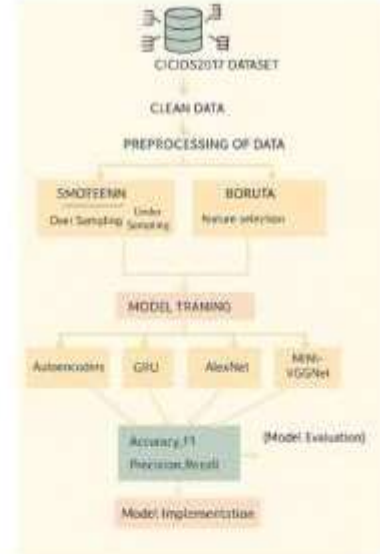 CICIDS2017 DATASET
CLEAN DATA
PREPROCESSING OF DATA
SMOTEENN
Over Sampling
Under
Sampling
BORUTA
Feature selection
MODEL TRANING
Autoencoders
GRU
AlexNet
MINI-
VGGNet
Accuracy, F1
Precision, Recall
(Model Evaluation)
Model Implementation